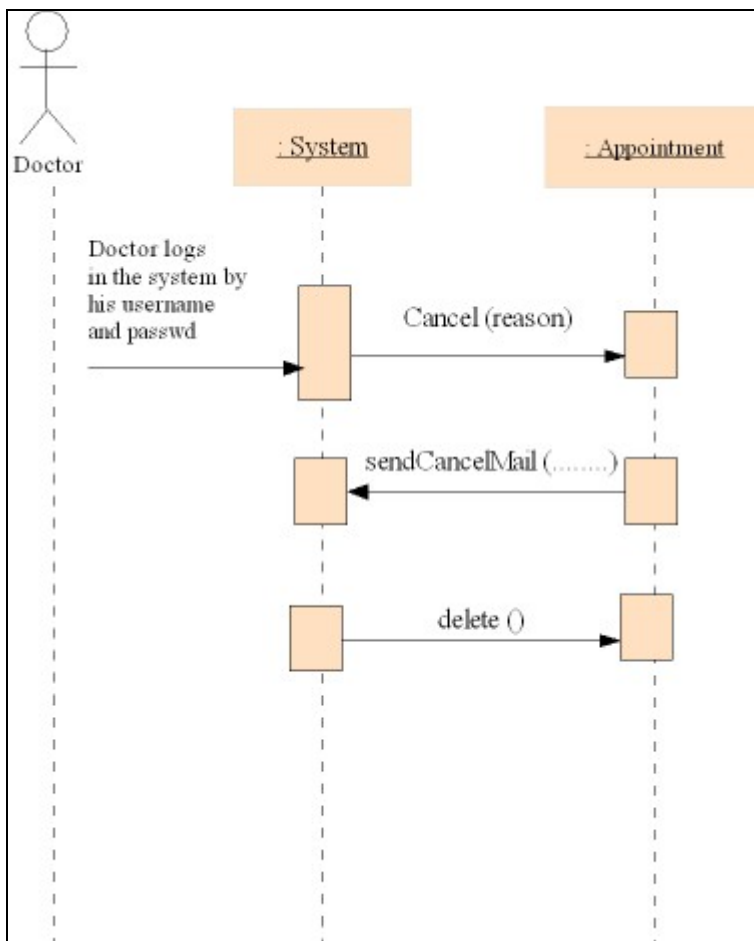 Doctor
: System
: Appointment
Doctor logs
in the system by
his username
and passwd
Cancel (reason)
sendCancelMail (........)
delete ()